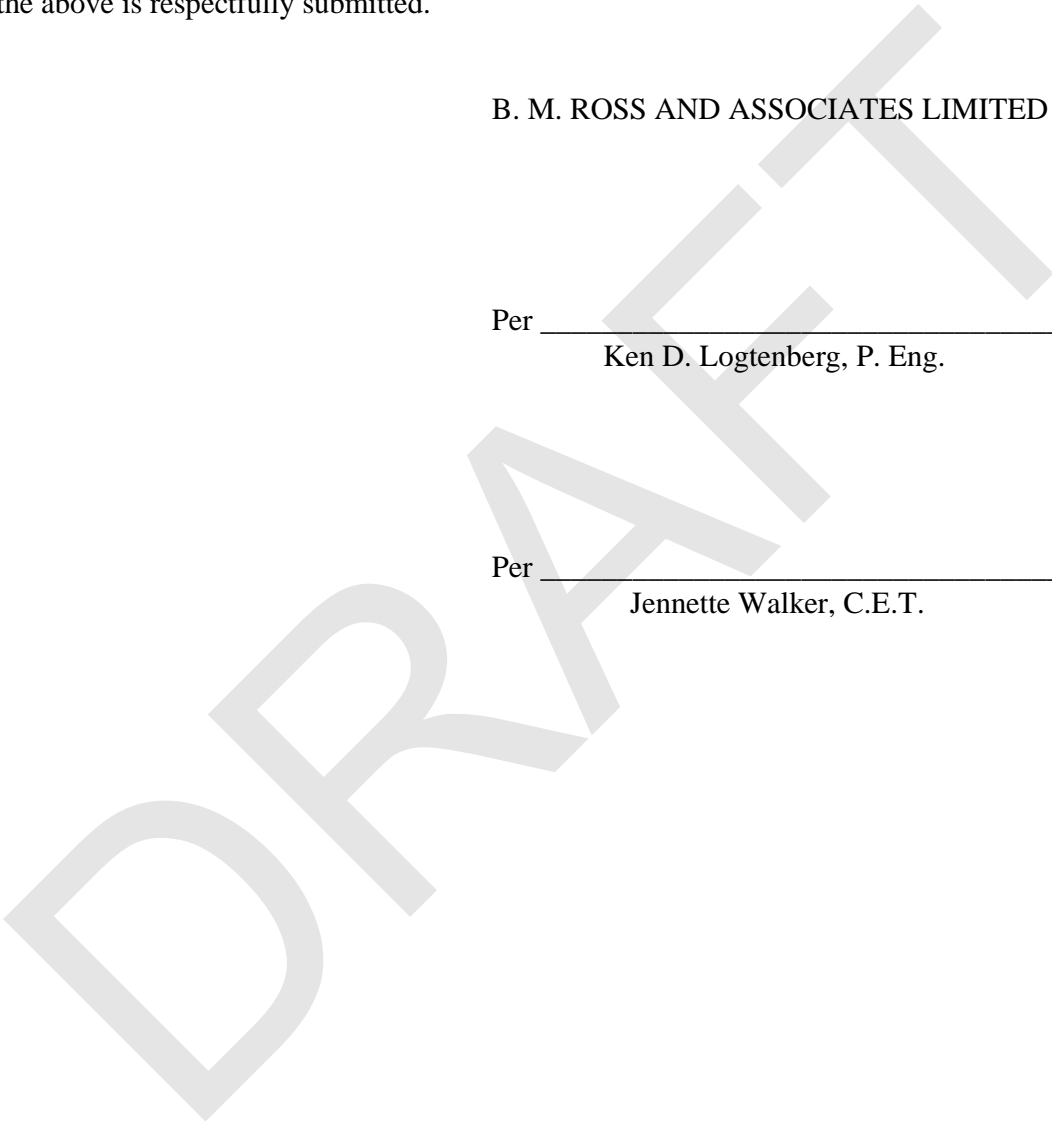 the above is respectfully submitted.
B. M. ROSS AND ASSOCIATES LIMITED
Per ___________________________________
Ken D. Logtenberg, P. Eng.
Per ___________________________________
Jennette Walker, C.E.T.
DRAFT